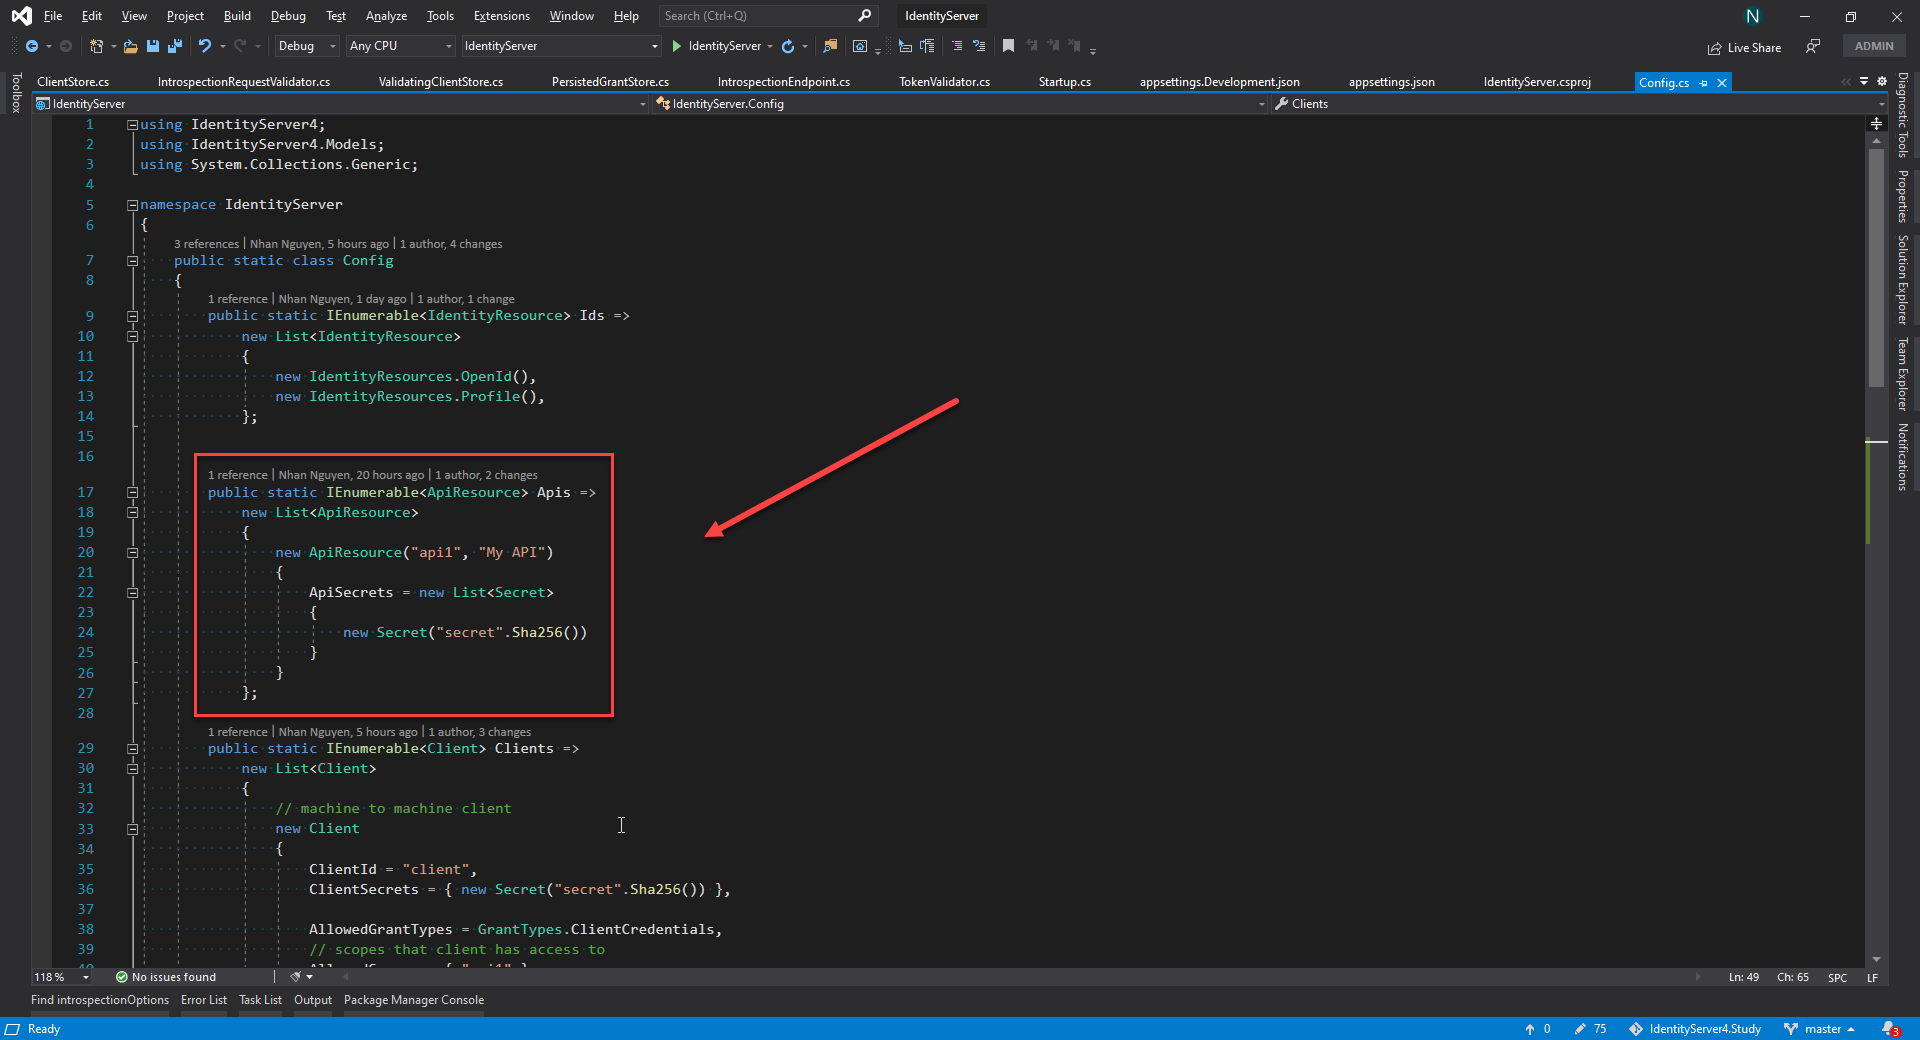 File Edit View Project Build Debug Test Analyze Tools Extensions Window Help Search (Ctrl+Q) IdentityServer N
Debug Any CPU IdentityServer IdentityServer Live Share ADMIN
ClientStore.cs IntrospectionRequestValidator.cs ValidatingClientStore.cs PersistedGrantStore.cs IntrospectionEndpoint.cs TokenValidator.cs Startup.cs appsettings.Development.json appsettings.json IdentityServer.csproj Config.cs
IdentityServer IdentityServer.Config Clients
Toolbox
Diagnostic Tools
Properties
Solution Explorer
Team Explorer
Notifications
1 using IdentityServer4;
2 using IdentityServer4.Models;
3 using System.Collections.Generic;
4
5 namespace IdentityServer
6 {
3 references | Nhan Nguyen, 5 hours ago | 1 author, 4 changes
7 public static class Config
8 {
1 reference | Nhan Nguyen, 1 day ago | 1 author, 1 change
9 public static IEnumerable<IdentityResource> Ids =>
10 new List<IdentityResource>
11 {
12 new IdentityResources.OpenId(),
13 new IdentityResources.Profile(),
14 };
15
16
1 reference | Nhan Nguyen, 20 hours ago | 1 author, 2 changes
17 public static IEnumerable<ApiResource> Apis =>
18 new List<ApiResource>
19 {
20 new ApiResource("api1", "My API")
21 {
22 ApiSecrets = new List<Secret>
23 {
24 new Secret("secret".Sha256())
25 }
26 }
27 };
28
1 reference | Nhan Nguyen, 5 hours ago | 1 author, 3 changes
29 public static IEnumerable<Client> Clients =>
30 new List<Client>
31 {
32 // machine to machine client
33 new Client
34 {
35 ClientId = "client",
36 ClientSecrets = { new Secret("secret".Sha256()) },
37
38 AllowedGrantTypes = GrantTypes.ClientCredentials,
39 // scopes that client has access to
118 % No issues found Ln: 49 Ch: 65 SPC LF
Find introspectionOptions Error List Task List Output Package Manager Console
Ready 0 75 IdentityServer4.Study master 3